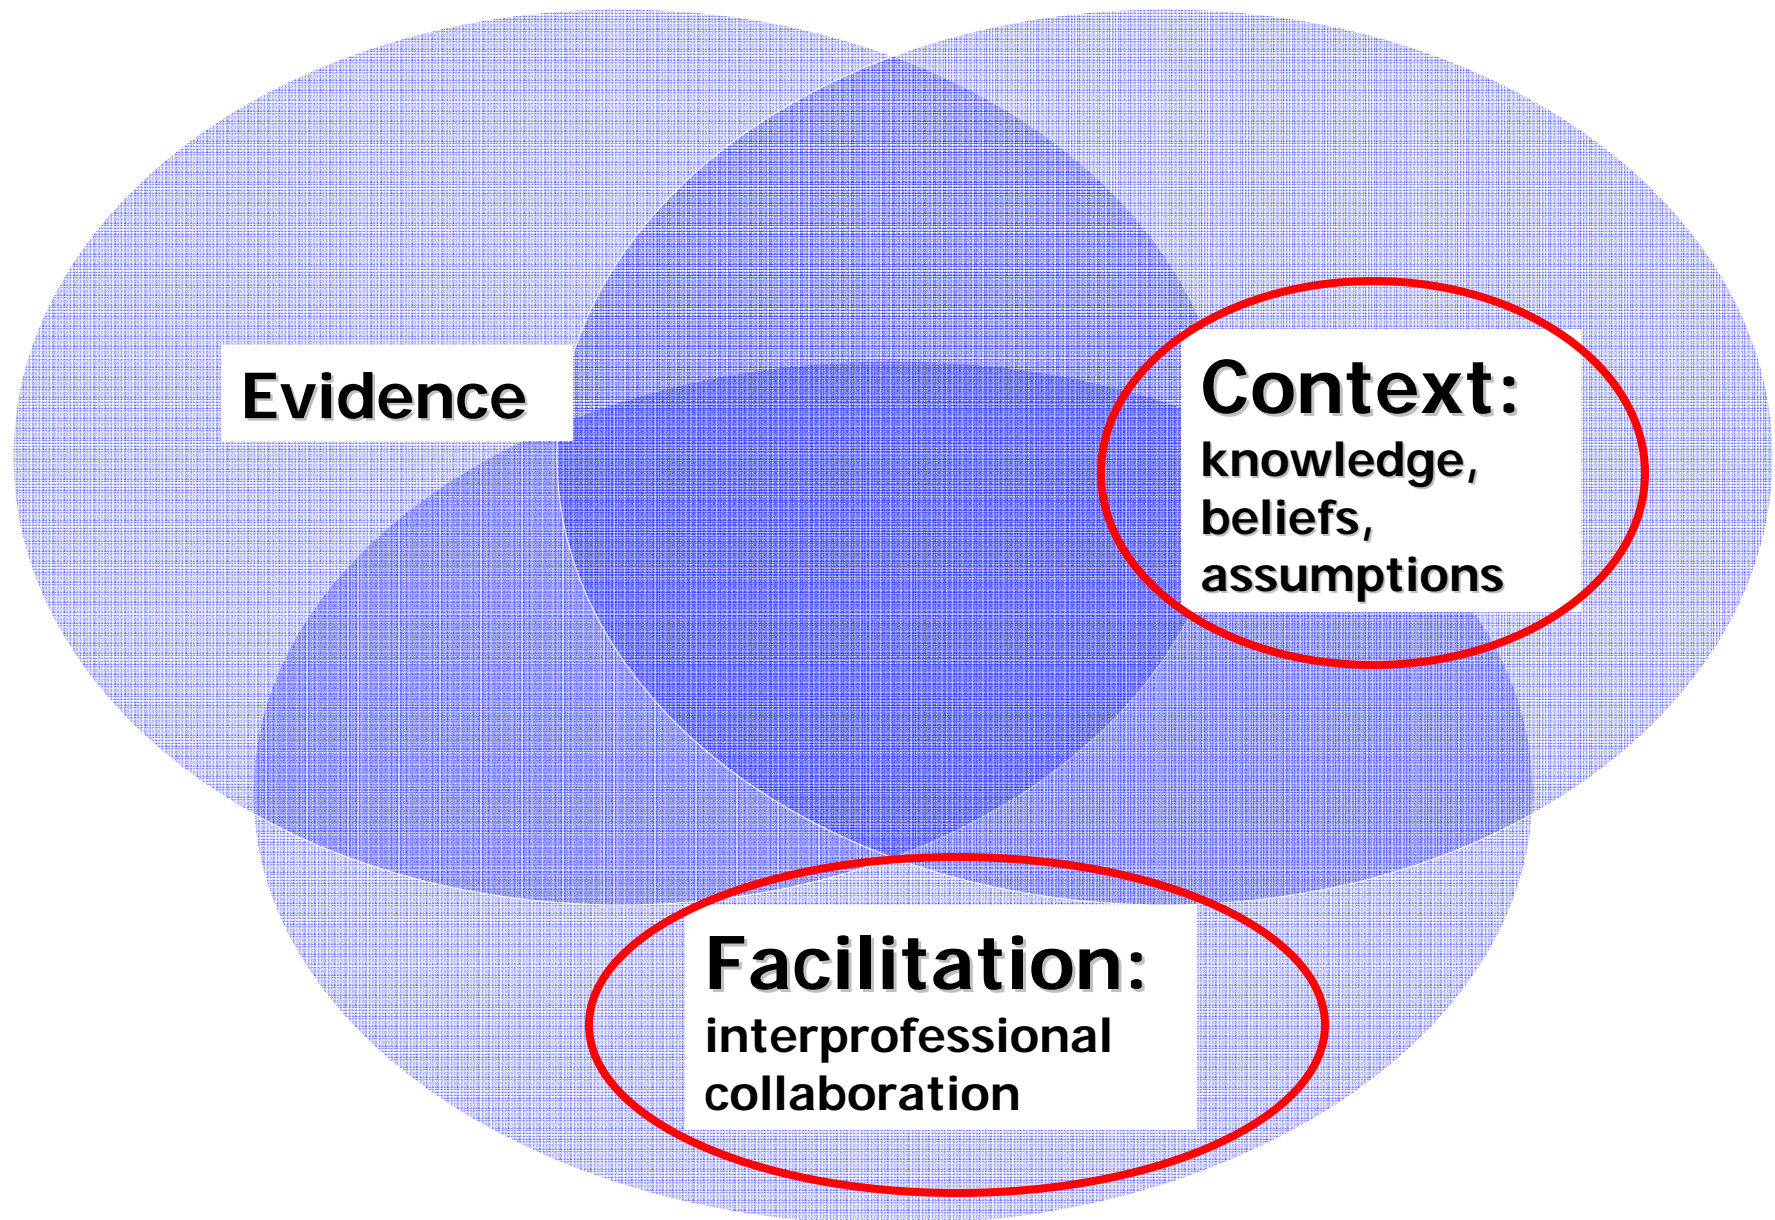 Evidence
Context:
knowledge,
beliefs,
assumptions
Facilitation:
interprofessional
collaboration